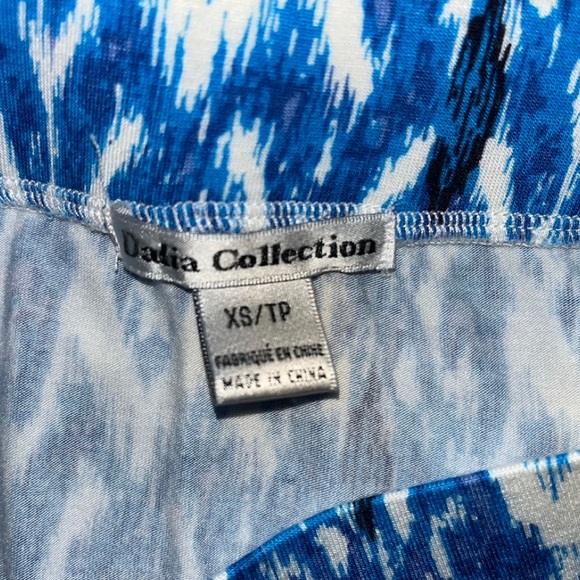 Dalia Collection
XS/TP
FABRIQUÉ EN CHINE
MADE IN CHINA